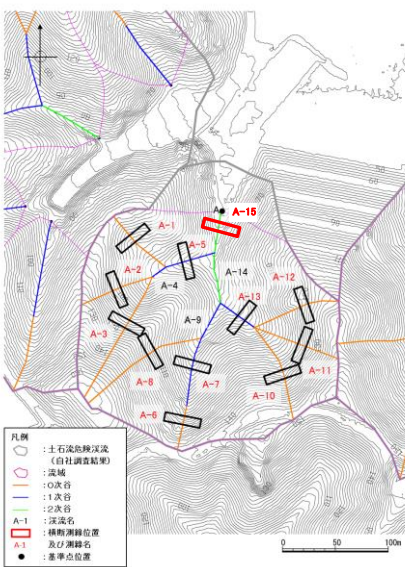 A
A-15
A-1
A-5
A-14
A-2
A-4
A-12
A-13
A-3
A-9
A-8
A-7
A-11
A-10
A-6
凡例
：土石流危険渓流
（自社調査結果）
：流域
：0次谷
：1次谷
：2次谷
A-1 ：渓流名
：横断測線位置
A-1 及び測線名
● ：基準点位置
0 50 100m